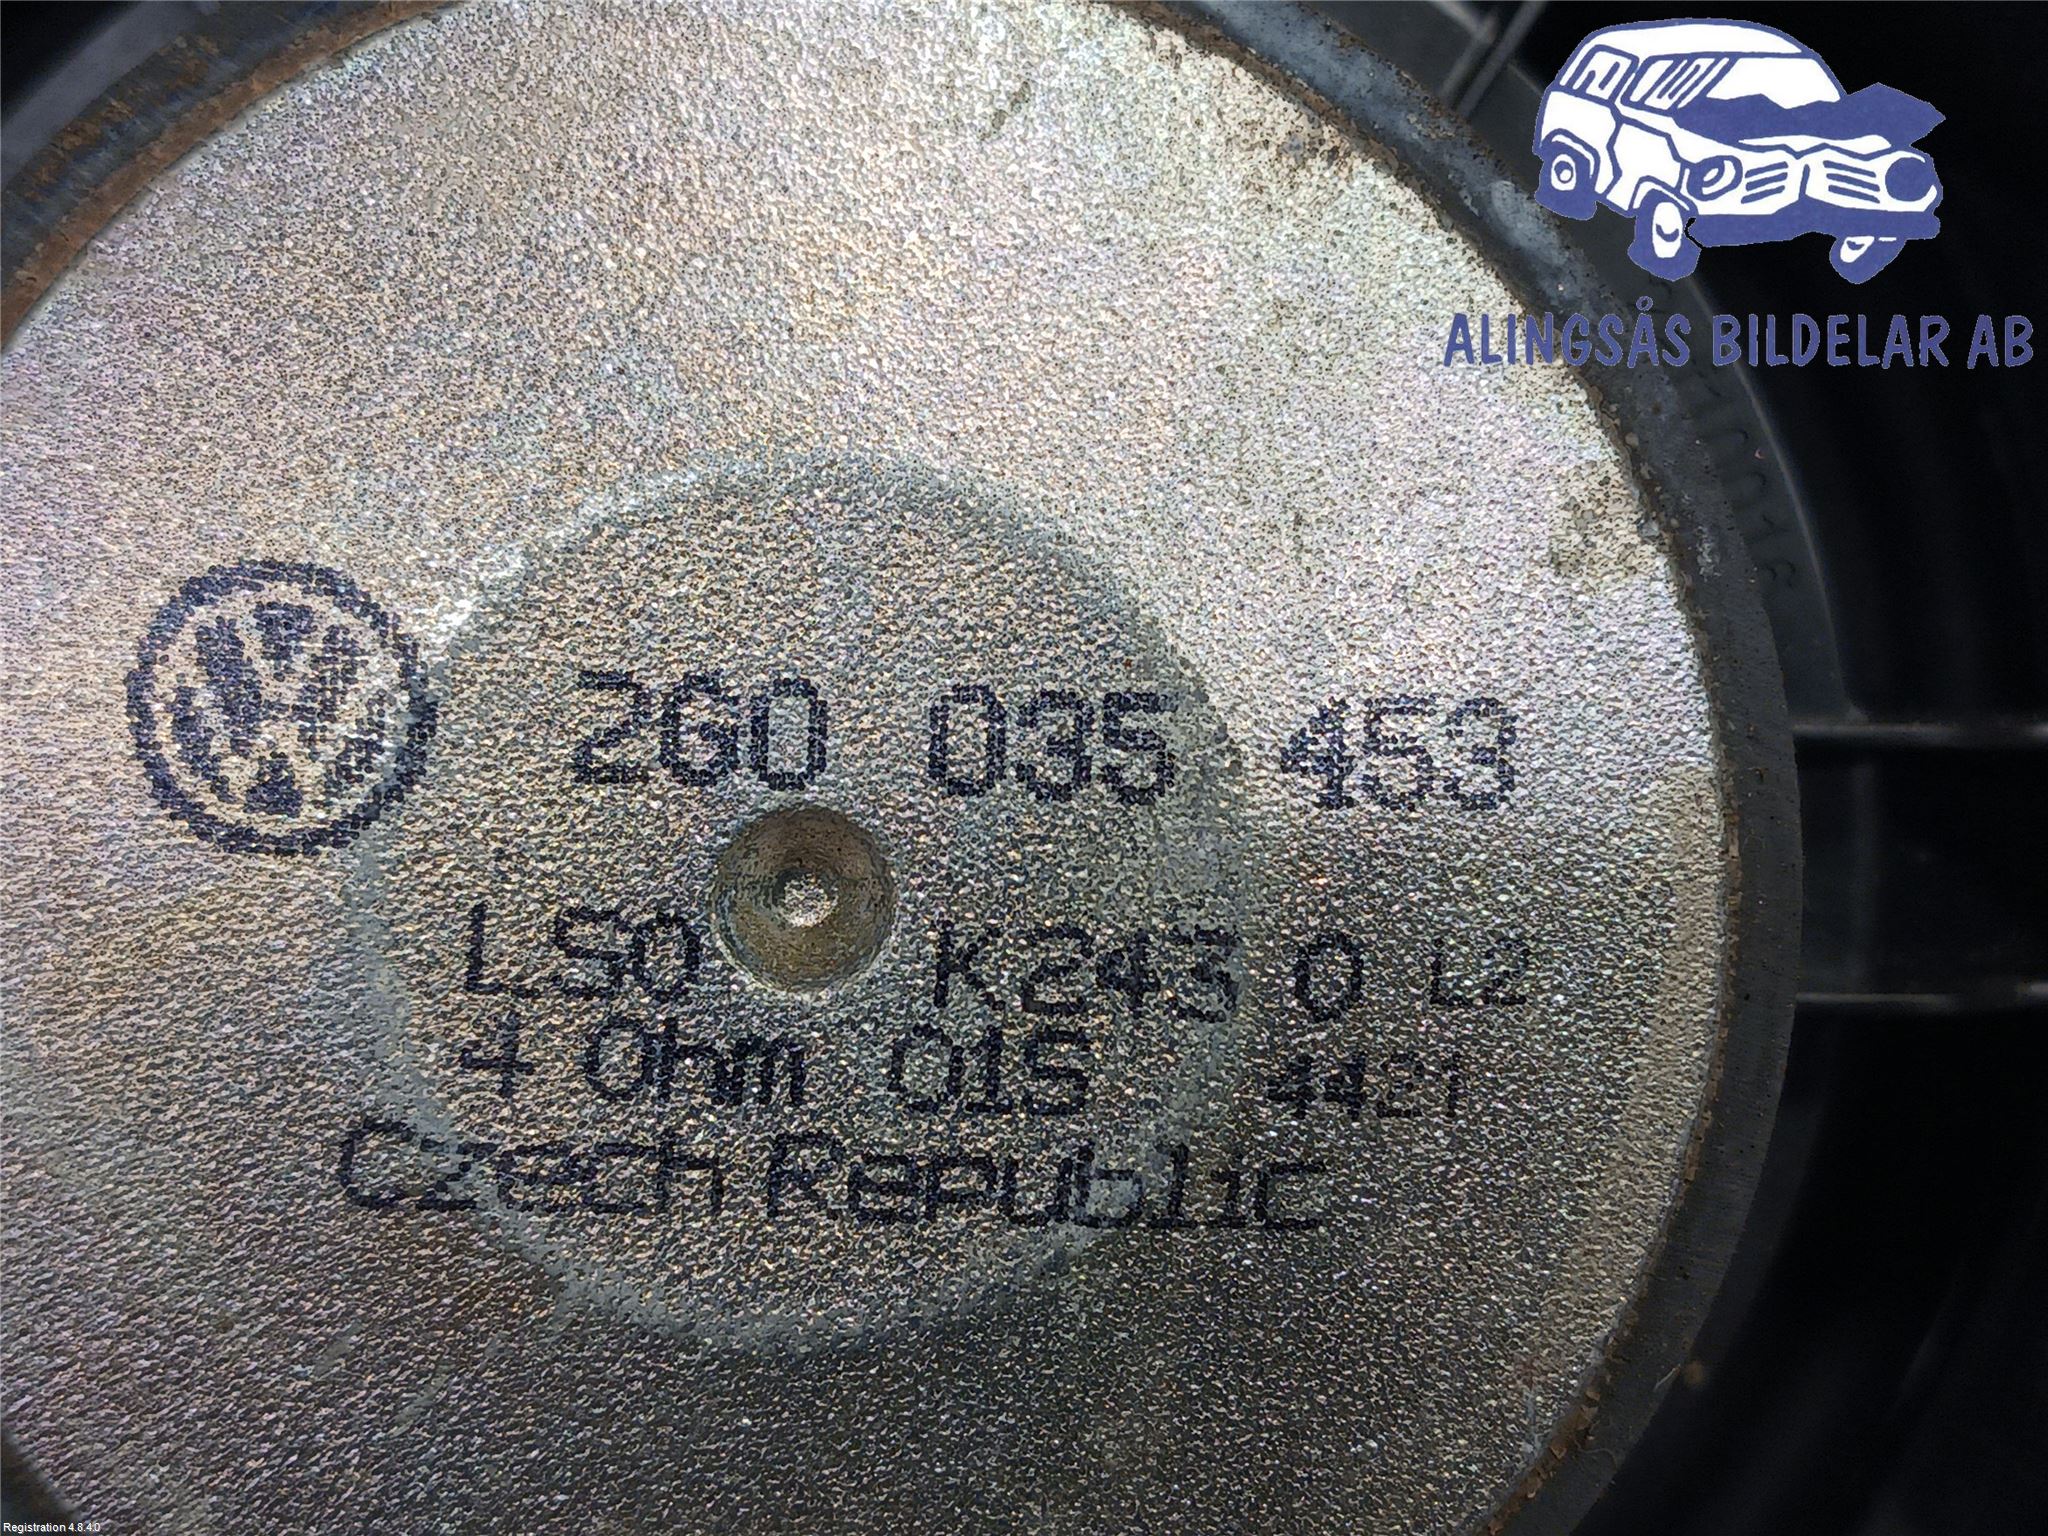 ALINGSÅS BILDELAR AB
2G0 035 453
LS0 K243 0 L2
4 Ohm 01S 4421
Czech Republic
Registration 4.8.4.0